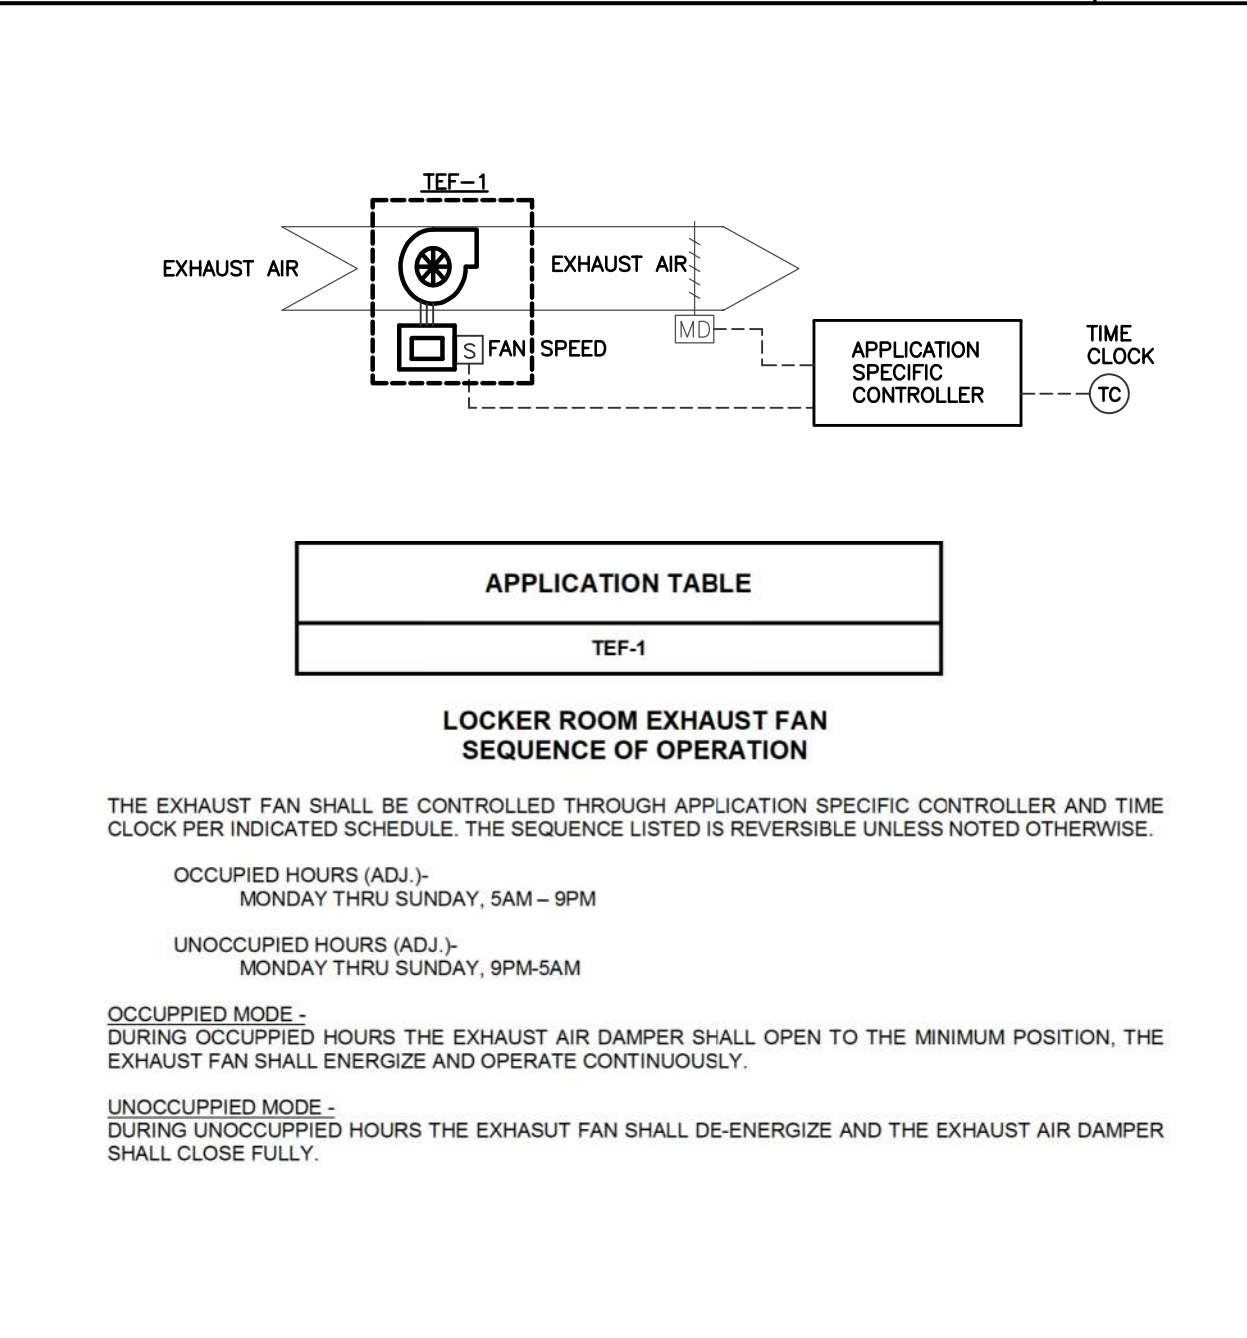 TEF-1
EXHAUST AIR
EXHAUST AIR
MD
S
FAN SPEED
APPLICATION
SPECIFIC
CONTROLLER
TIME
CLOCK
TC
APPLICATION TABLE
TEF-1
LOCKER ROOM EXHAUST FAN
SEQUENCE OF OPERATION
THE EXHAUST FAN SHALL BE CONTROLLED THROUGH APPLICATION SPECIFIC CONTROLLER AND TIME
CLOCK PER INDICATED SCHEDULE. THE SEQUENCE LISTED IS REVERSIBLE UNLESS NOTED OTHERWISE.
OCCUPIED HOURS (ADJ.)-
MONDAY THRU SUNDAY, 5AM – 9PM
UNOCCUPIED HOURS (ADJ.)-
MONDAY THRU SUNDAY, 9PM-5AM
OCCUPPIED MODE -
DURING OCCUPPIED HOURS THE EXHAUST AIR DAMPER SHALL OPEN TO THE MINIMUM POSITION, THE
EXHAUST FAN SHALL ENERGIZE AND OPERATE CONTINUOUSLY.
UNOCCUPPIED MODE -
DURING UNOCCUPPIED HOURS THE EXHASUT FAN SHALL DE-ENERGIZE AND THE EXHAUST AIR DAMPER
SHALL CLOSE FULLY.